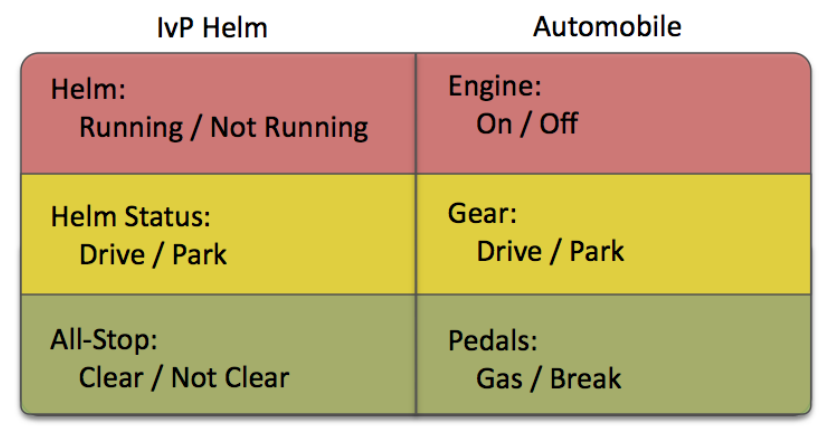 IvP Helm
Automobile
Helm:
Running / Not Running
Engine:
On / Off
Helm Status:
Drive / Park
Gear:
Drive / Park
All-Stop:
Clear / Not Clear
Pedals:
Gas / Break